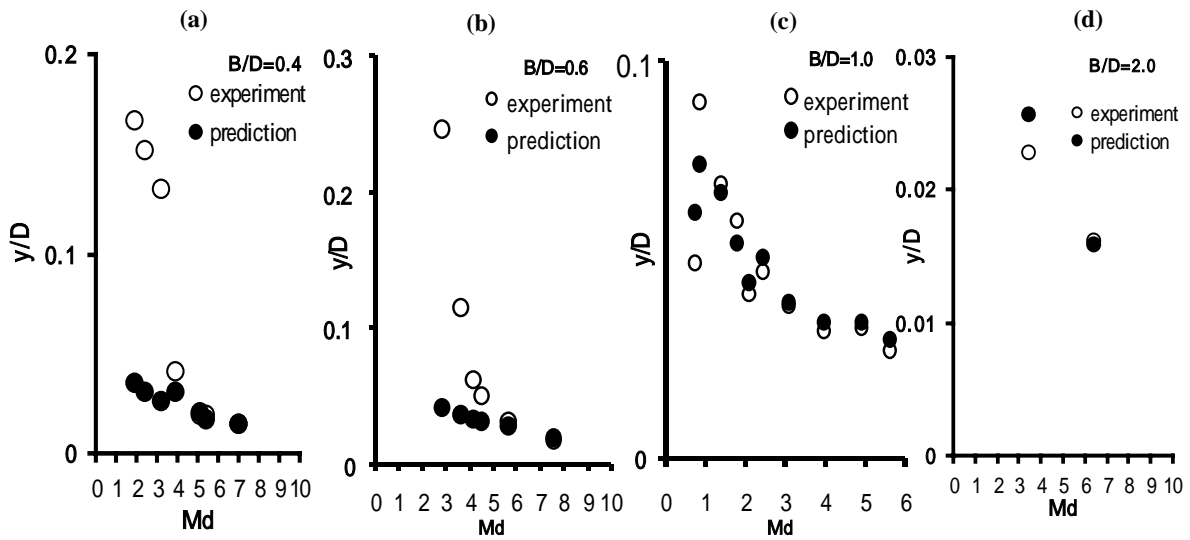 (a)
B/D=0.4
experiment
prediction
0.2
0.1
0
y/D
0 1 2 3 4 5 6 7 8 9 10
Md
(b)
B/D=0.6
experiment
prediction
0.3
0.2
0.1
0
y/D
0 1 2 3 4 5 6 7 8 9 10
Md
(c)
B/D=1.0
experiment
prediction
0.1
0
y/D
0 1 2 3 4 5 6
Md
(d)
B/D=2.0
experiment
prediction
0.03
0.02
0.01
0
y/D
0 1 2 3 4 5 6 7 8 9 10
Md